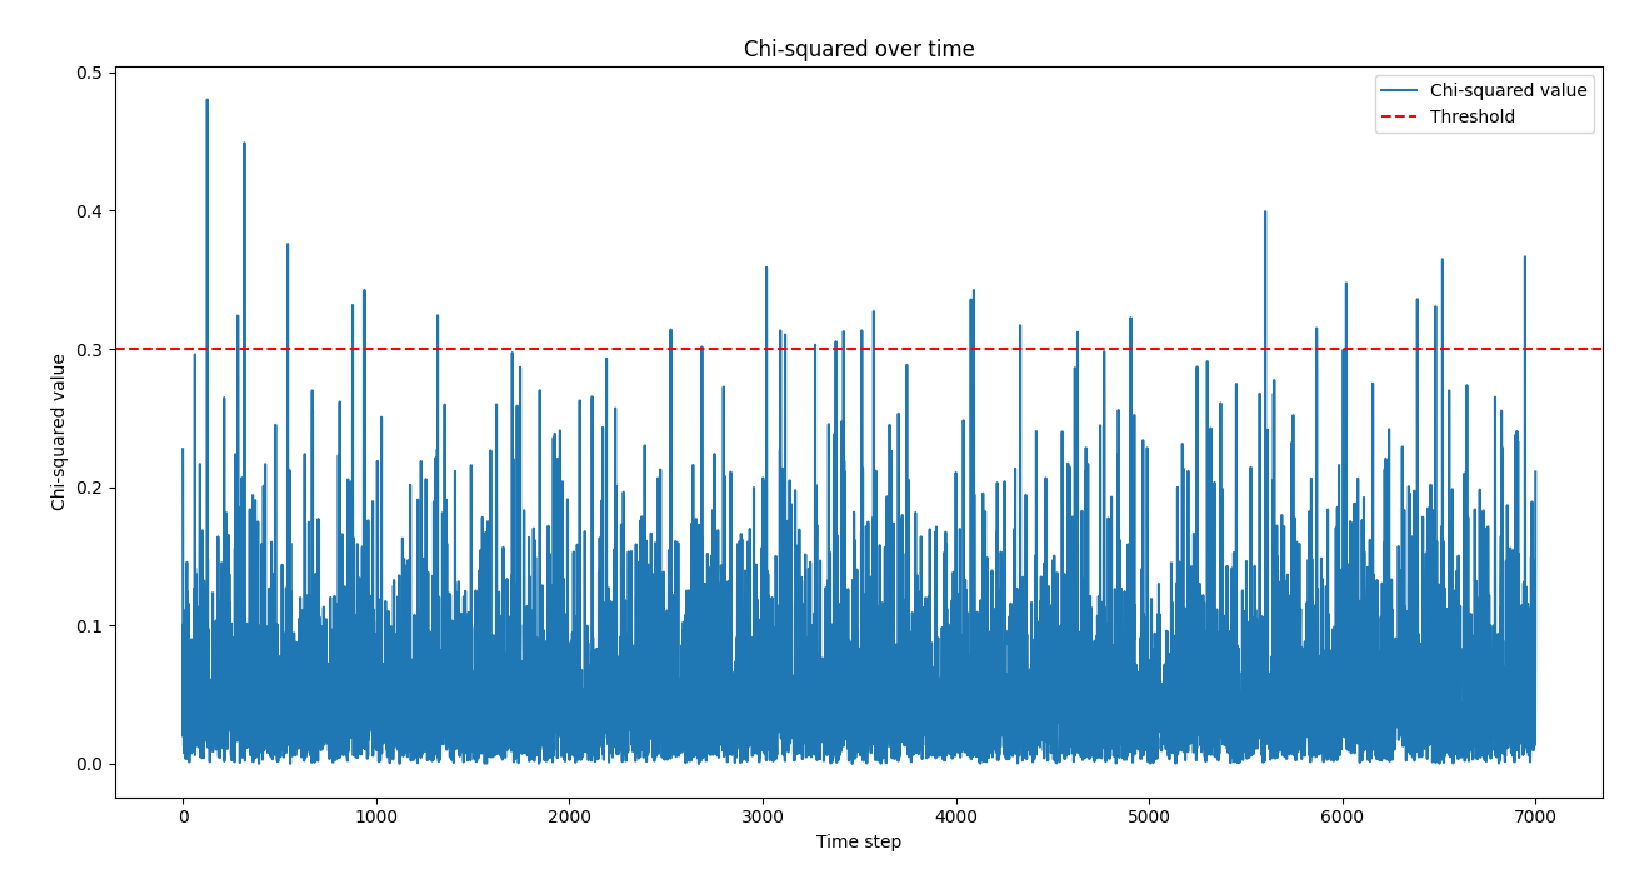 Chi-squared over time
0.5
0.4
0.3
0.2
0.1
0.0
Chi-squared value
Chi-squared value
Threshold
0 1000 2000 3000 4000 5000 6000 7000
Time step